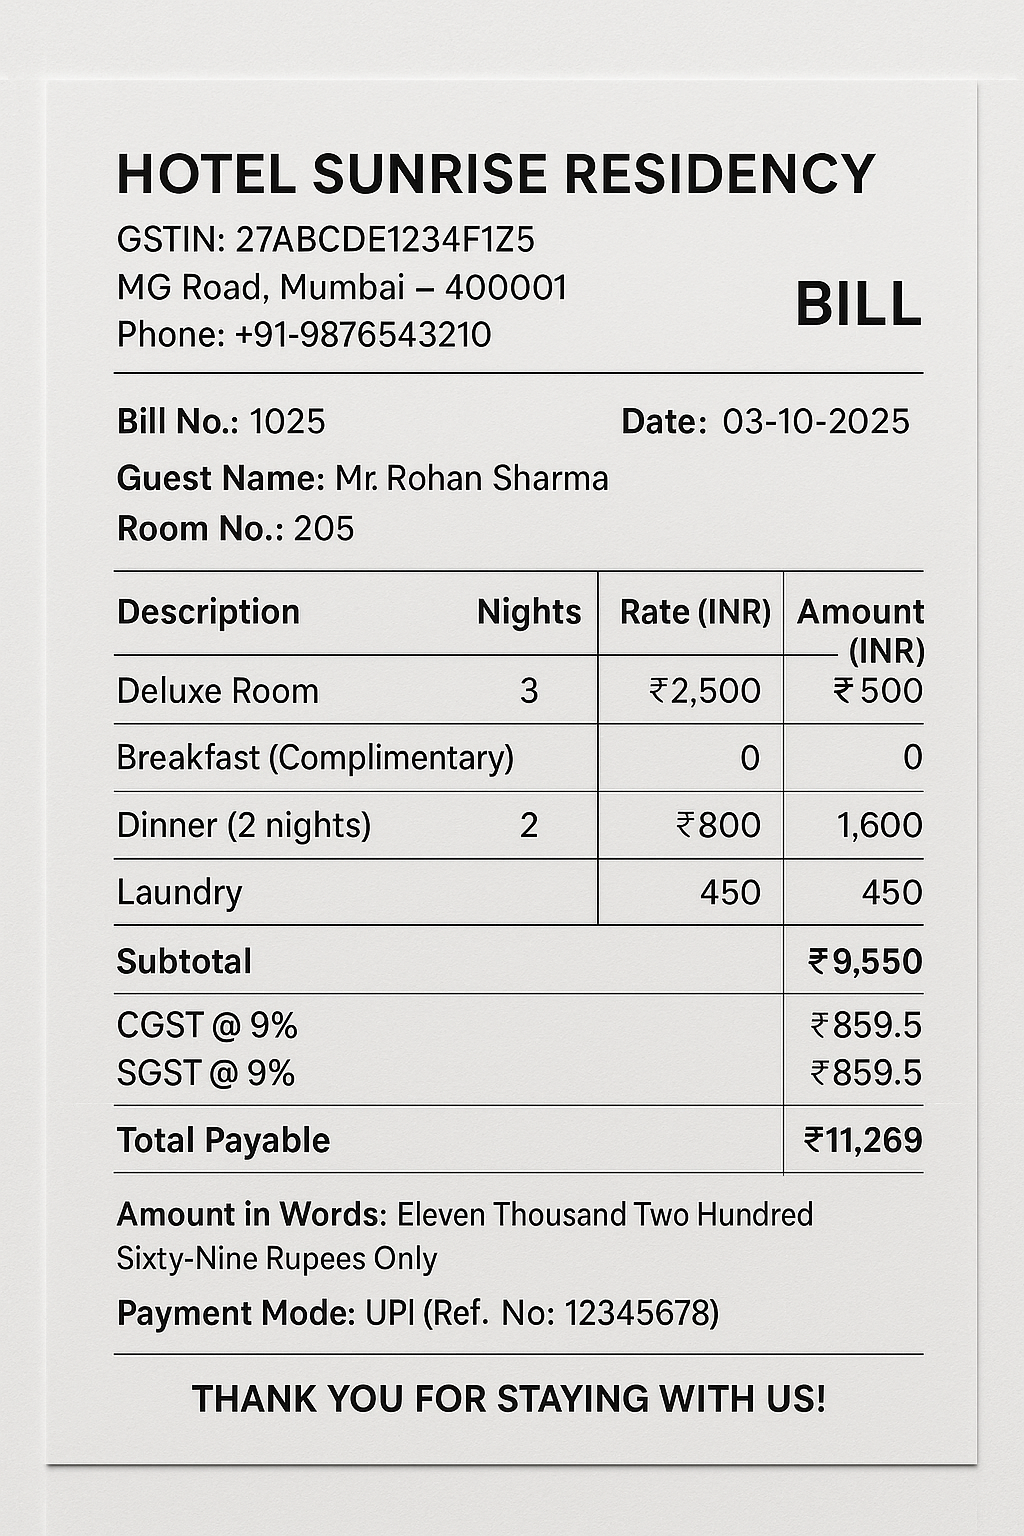 HOTEL SUNRISE RESIDENCY
GSTIN: 27ABCDE1234F1Z5
MG Road, Mumbai – 400001
Phone: +91-9876543210
BILL
Bill No.: 1025 Date: 03-10-2025
Guest Name: Mr. Rohan Sharma
Room No.: 205
Description Nights Rate (INR) Amount (INR)
Deluxe Room 3 ₹2,500 ₹500
Breakfast (Complimentary) 0 0
Dinner (2 nights) 2 ₹800 1,600
Laundry 450 450
Subtotal ₹9,550
CGST @ 9% ₹859.5
SGST @ 9% ₹859.5
Total Payable ₹11,269
Amount in Words: Eleven Thousand Two Hundred
Sixty-Nine Rupees Only
Payment Mode: UPI (Ref. No: 12345678)
THANK YOU FOR STAYING WITH US!